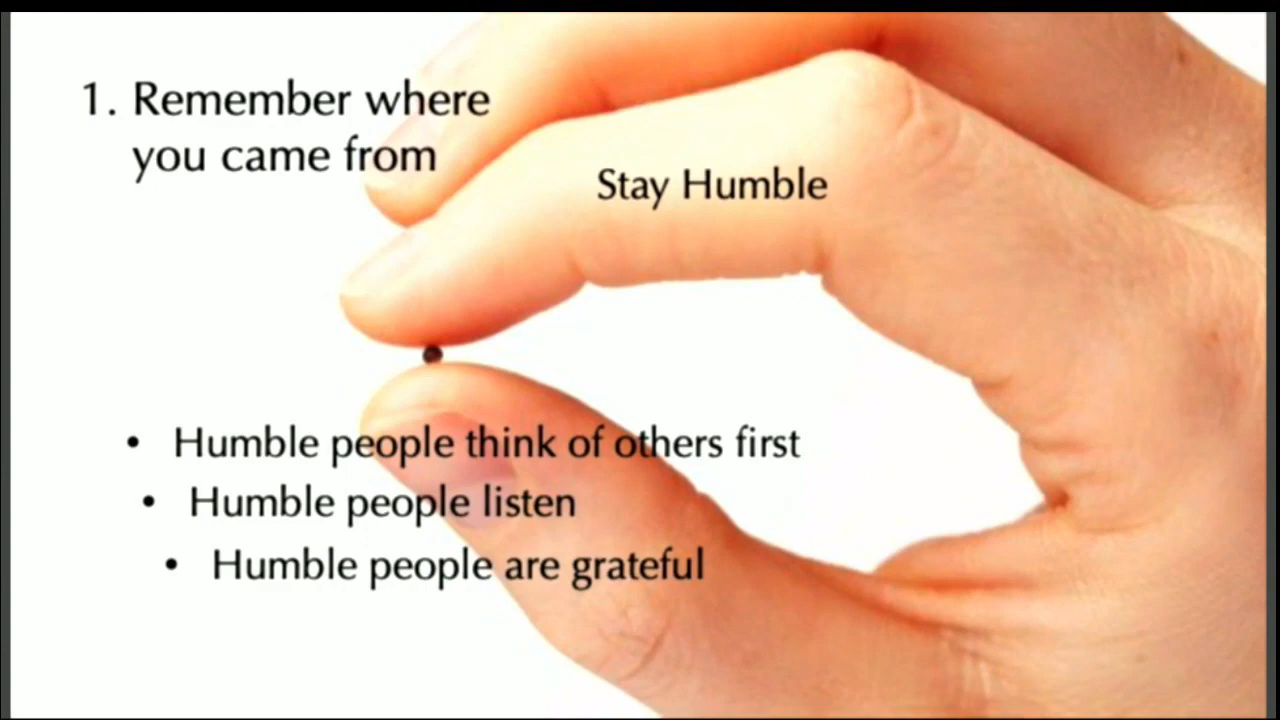 1. Remember where
you came from
Stay Humble
• Humble people think of others first
• Humble people listen
• Humble people are grateful